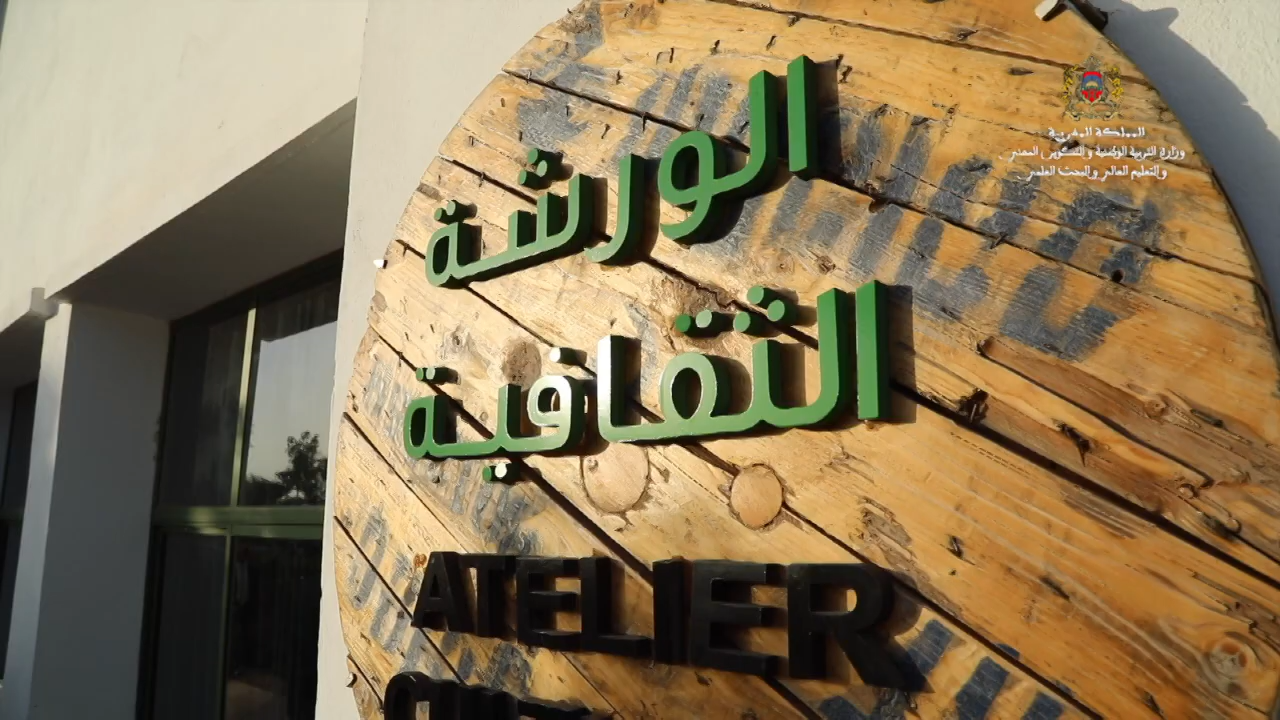 المملكة المغربية
وزارة التربية الوطنية والتكوين المهني
والتعليم العالي والبحث العلمي
الورشة
الثقافية
ATELIER